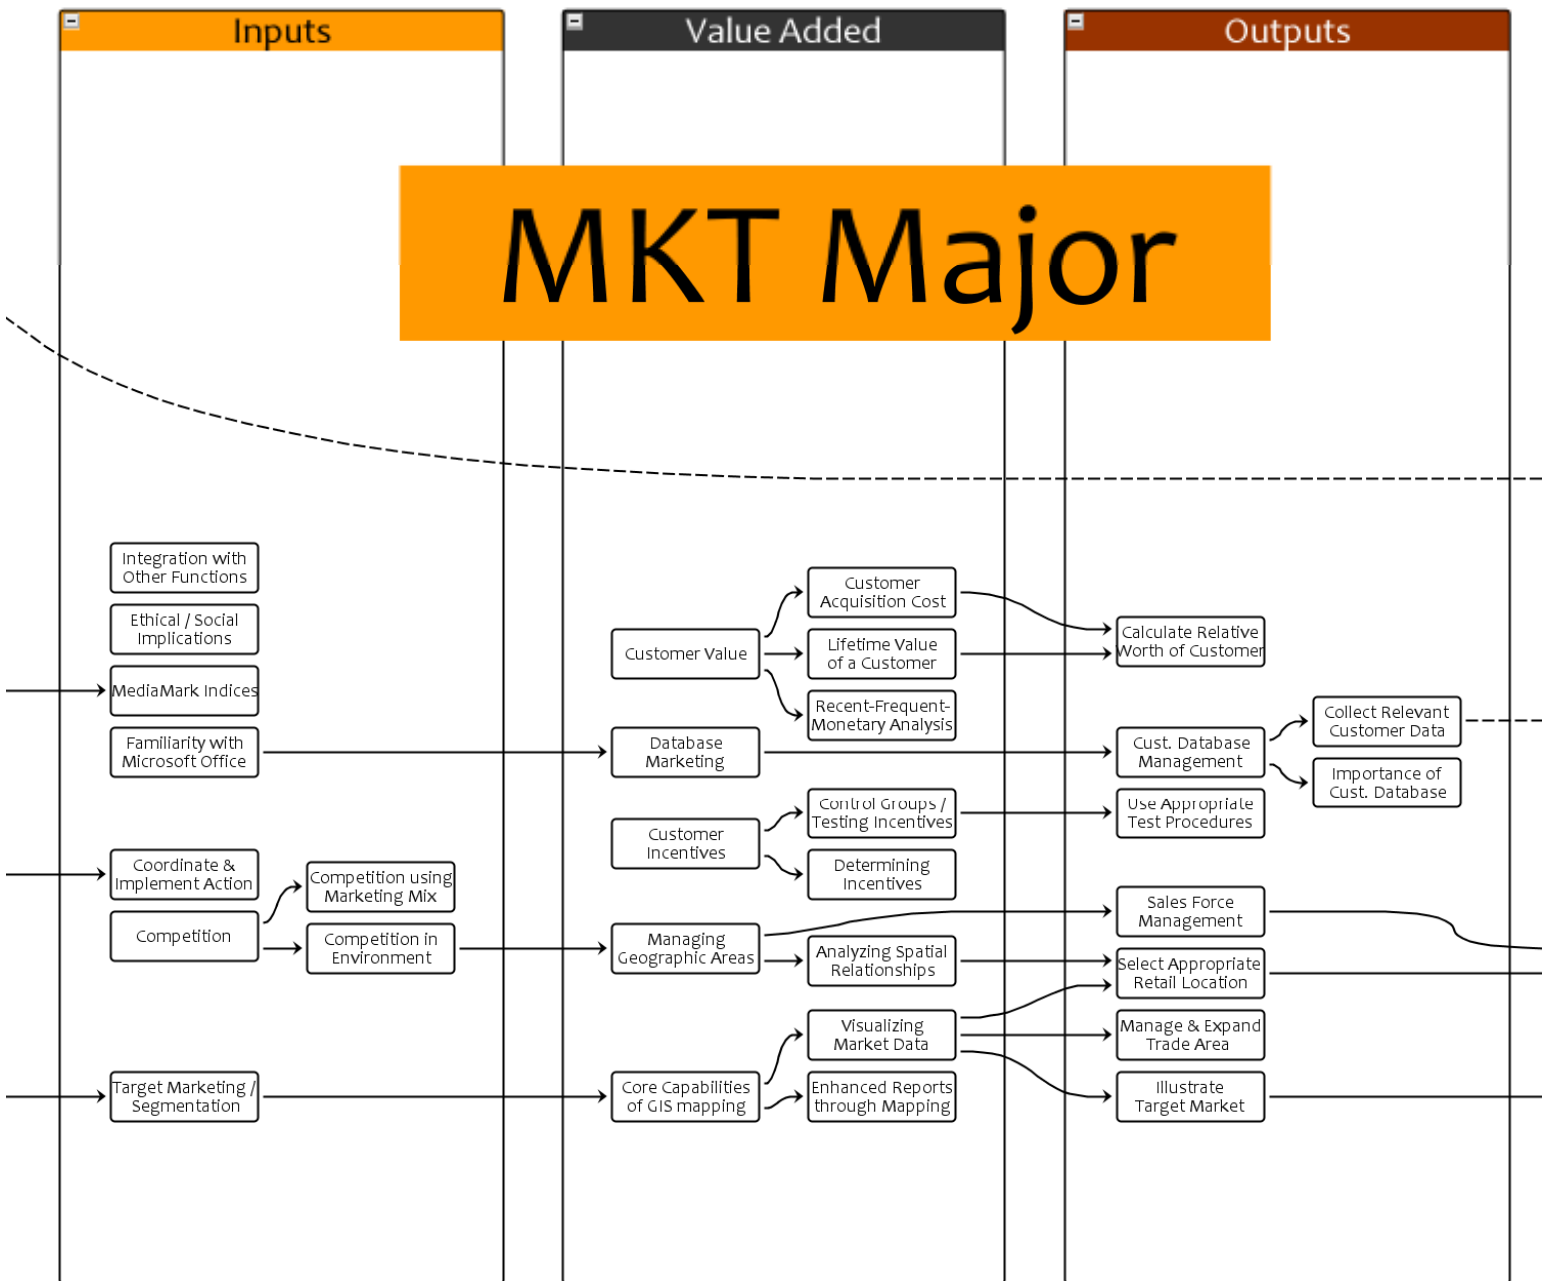 Inputs
Value Added
Outputs
MKT Major
Integration with
Other Functions
Ethical / Social
Implications
MediaMark Indices
Familiarity with
Microsoft Office
Coordinate &
Implement Action
Competition
Competition using
Marketing Mix
Competition in
Environment
Target Marketing /
Segmentation
Customer Value
Customer
Acquisition Cost
Lifetime Value
of a Customer
Recent-Frequent-
Monetary Analysis
Database
Marketing
Customer
Incentives
Control Groups /
Testing Incentives
Determining
Incentives
Managing
Geographic Areas
Analyzing Spatial
Relationships
Core Capabilities
of GIS mapping
Visualizing
Market Data
Enhanced Reports
through Mapping
Calculate Relative
Worth of Customer
Cust. Database
Management
Collect Relevant
Customer Data
Importance of
Cust. Database
Use Appropriate
Test Procedures
Sales Force
Management
Select Appropriate
Retail Location
Manage & Expand
Trade Area
Illustrate
Target Market